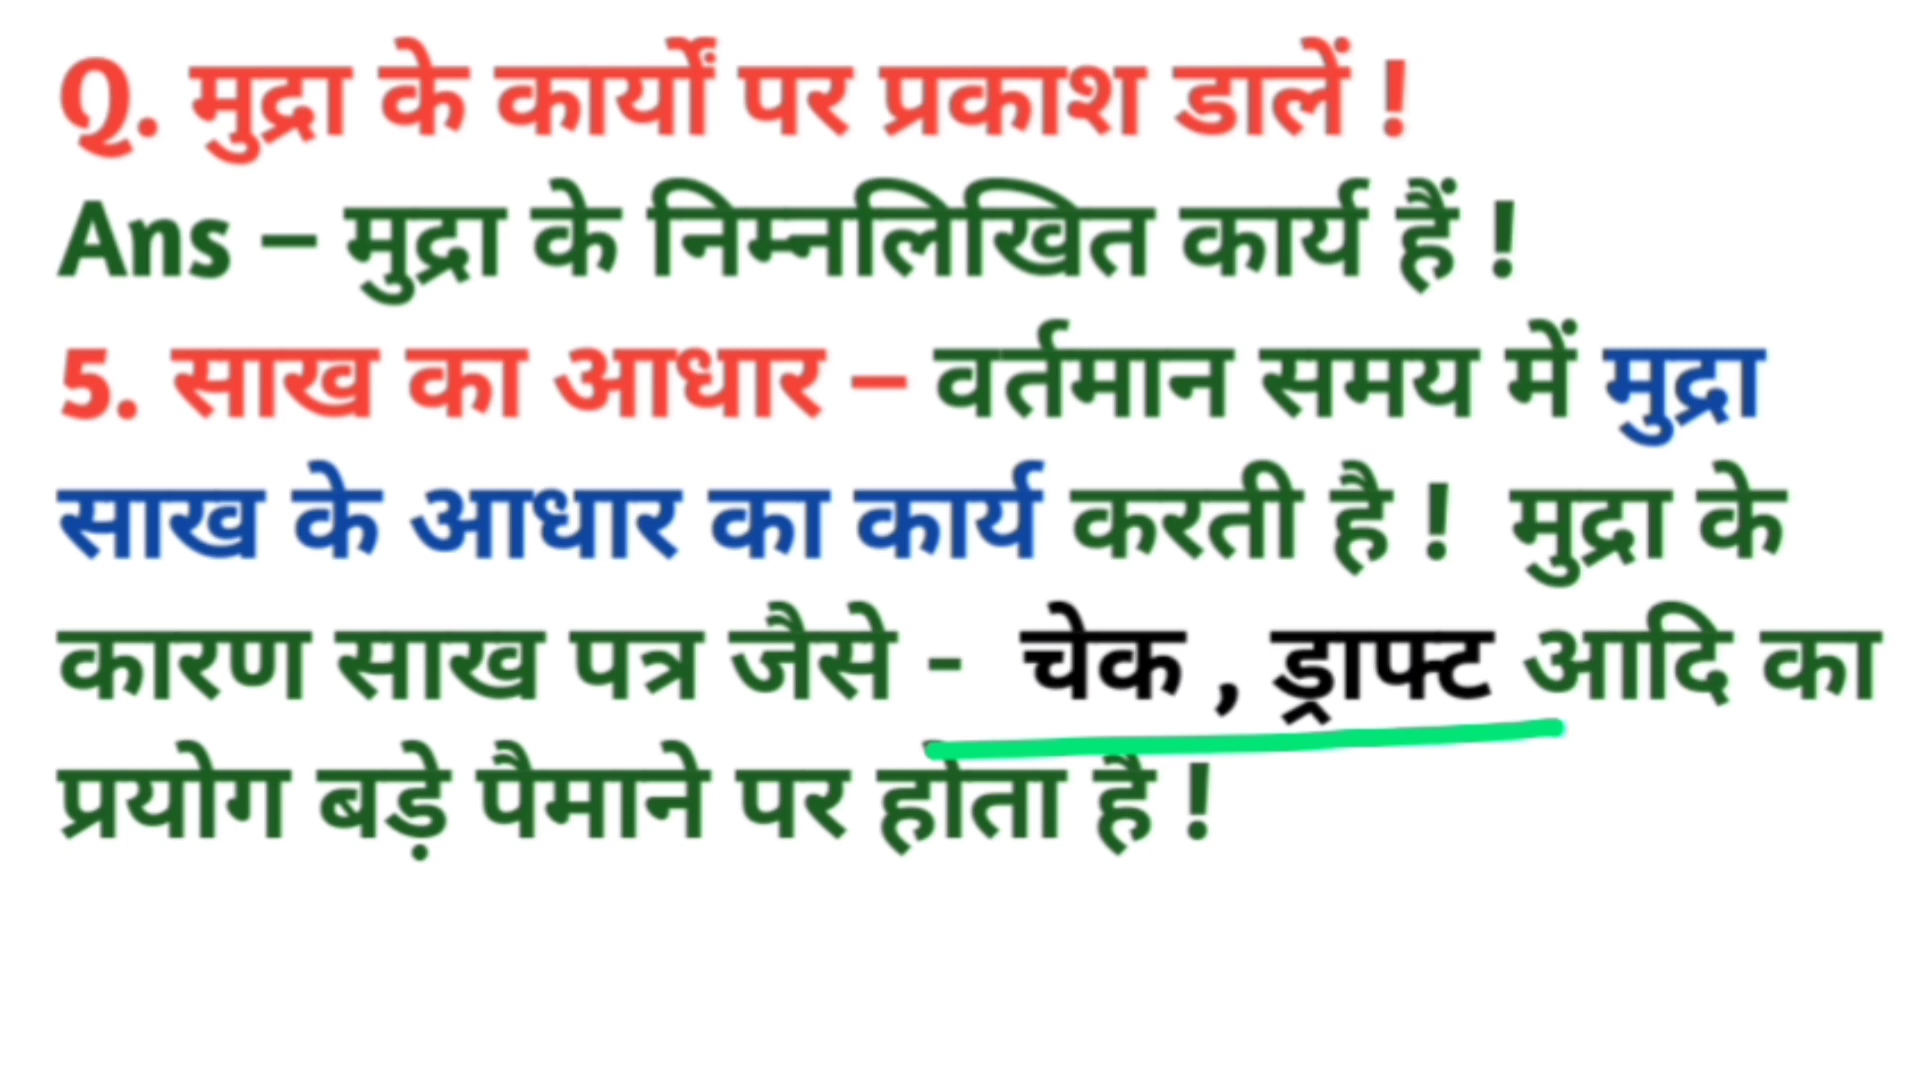 Q. मुद्रा के कार्यों पर प्रकाश डालें !
Ans – मुद्रा के निम्नलिखित कार्य हैं !
5. साख का आधार – वर्तमान समय में मुद्रा
साख के आधार का कार्य करती है ! मुद्रा के
कारण साख पत्र जैसे - चेक , ड्राफ्ट आदि का
प्रयोग बड़े पैमाने पर होता है !